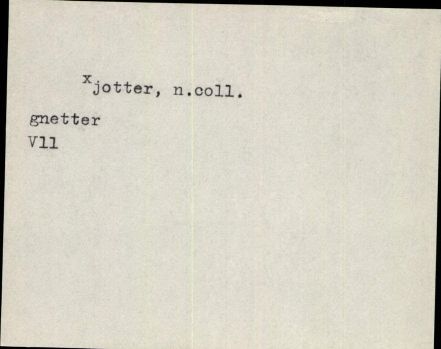 xjotter, n.coll.
gnetter
Vll